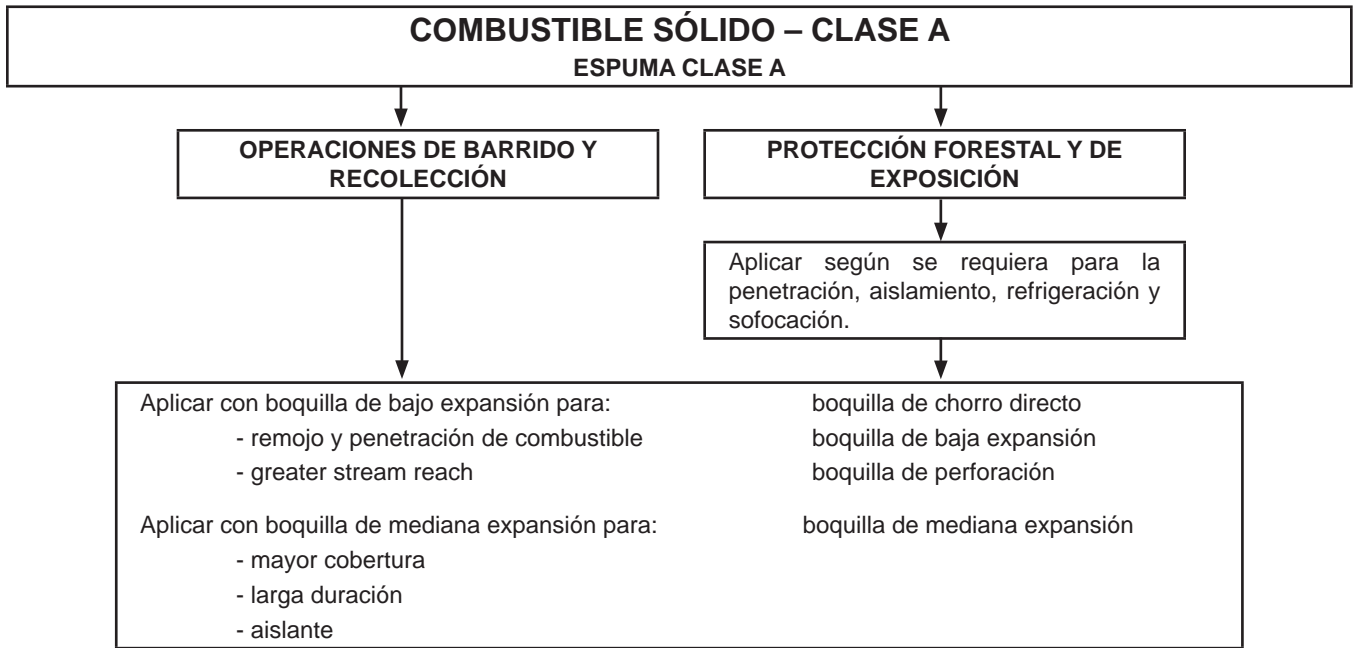 COMBUSTIBLE SÓLIDO – CLASE A
ESPUMA CLASE A
OPERACIONES DE BARRIDO Y
RECOLECCIÓN
PROTECCIÓN FORESTAL Y DE
EXPOSICIÓN
Aplicar según se requiera para la
penetración, aislamiento, refrigeración y
sofocación.
Aplicar con boquilla de bajo expansión para: boquilla de chorro directo
- remojo y penetración de combustible boquilla de baja expansión
- greater stream reach boquilla de perforación
Aplicar con boquilla de mediana expansión para: boquilla de mediana expansión
- mayor cobertura
- larga duración
- aislante